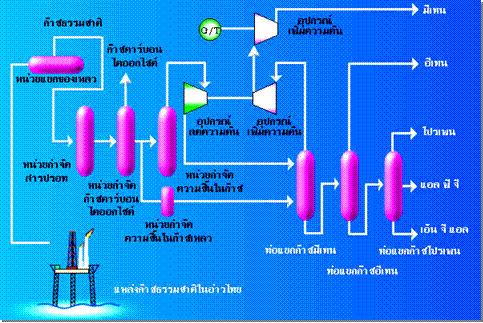 ก๊าซธรรมชาติ
หน่วยแยกของเหลว
ก๊าซคาร์บอน
ไดออกไซด์
G/T
อุปกรณ์
เพิ่มความดัน
มีเทน
อีเทน
อุปกรณ์
ลดความดัน
อุปกรณ์
เพิ่มความดัน
โปรเพน
หน่วยกำจัด
สารปรอท
หน่วยกำจัด
ก๊าซคาร์บอน
ไดออกไซด์
หน่วยกำจัด
ความชื้นในก๊าซ
แอล พี จี
หน่วยกำจัด
ความชื้นในก๊าซเหลว
เอ็น จี แอล
หอแยกก๊าซมีเทน
หอแยกก๊าซอีเทน
หอแยกก๊าซโปรเพน
แหล่งก๊าซธรรมชาติในอ่าวไทย